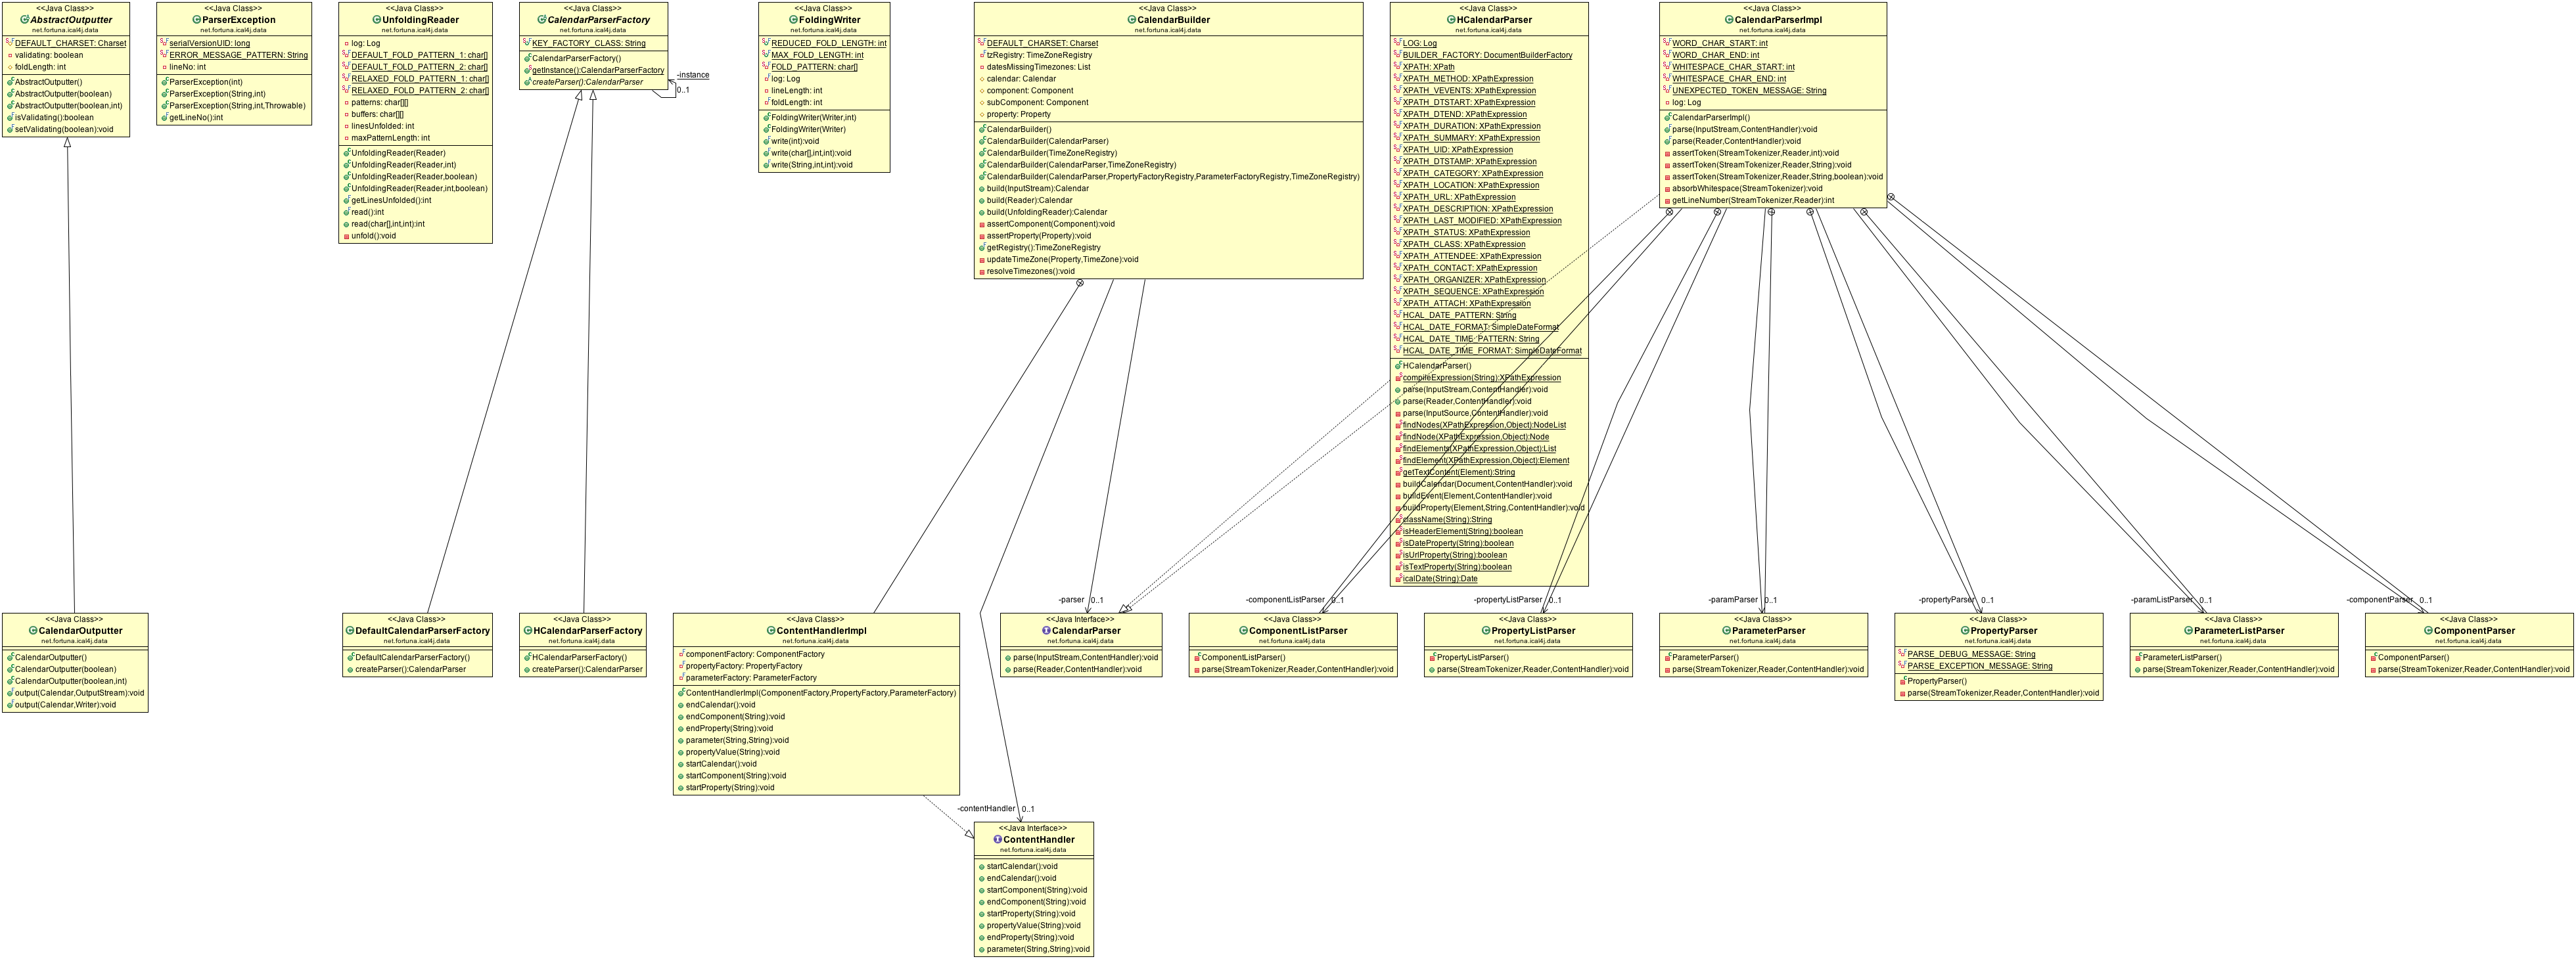 <<Java Class>>
AbstractOutputter
net.fortuna.ical4j.data
DEFAULT_CHARSET: Charset
validating: boolean
foldLength: int
AbstractOutputter()
AbstractOutputter(boolean)
AbstractOutputter(boolean,int)
isValidating():boolean
setValidating(boolean):void
<<Java Class>>
ParserException
net.fortuna.ical4j.data
serialVersionUID: long
ERROR_MESSAGE_PATTERN: String
lineNo: int
ParserException(int)
ParserException(String,int)
ParserException(String,int,Throwable)
getLineNo():int
<<Java Class>>
UnfoldingReader
net.fortuna.ical4j.data
log: Log
DEFAULT_FOLD_PATTERN_1: char[]
DEFAULT_FOLD_PATTERN_2: char[]
RELAXED_FOLD_PATTERN_1: char[]
RELAXED_FOLD_PATTERN_2: char[]
patterns: char[][]
buffers: char[][]
linesUnfolded: int
maxPatternLength: int
UnfoldingReader(Reader)
UnfoldingReader(Reader,int)
UnfoldingReader(Reader,boolean)
UnfoldingReader(Reader,int,boolean)
getLinesUnfolded():int
read():int
read(char[],int,int):int
unfold():void
<<Java Class>>
CalendarParserFactory
net.fortuna.ical4j.data
KEY_FACTORY_CLASS: String
CalendarParserFactory()
getInstance():CalendarParserFactory
createParser():CalendarParser
-instance
0..1
<<Java Class>>
FoldingWriter
net.fortuna.ical4j.data
REDUCED_FOLD_LENGTH: int
MAX_FOLD_LENGTH: int
FOLD_PATTERN: char[]
log: Log
lineLength: int
foldLength: int
FoldingWriter(Writer,int)
FoldingWriter(Writer)
write(int):void
write(char[],int,int):void
write(String,int,int):void
<<Java Class>>
CalendarBuilder
net.fortuna.ical4j.data
DEFAULT_CHARSET: Charset
tzRegistry: TimeZoneRegistry
datesMissingTimezones: List
calendar: Calendar
component: Component
subComponent: Component
property: Property
CalendarBuilder()
CalendarBuilder(CalendarParser)
CalendarBuilder(TimeZoneRegistry)
CalendarBuilder(CalendarParser,TimeZoneRegistry)
CalendarBuilder(CalendarParser,PropertyFactoryRegistry,ParameterFactoryRegistry,TimeZoneRegistry)
build(InputStream):Calendar
build(Reader):Calendar
build(UnfoldingReader):Calendar
assertComponent(Component):void
assertProperty(Property):void
getRegistry():TimeZoneRegistry
updateTimeZone(Property,TimeZone):void
resolveTimezones():void
<<Java Class>>
HCalendarParser
net.fortuna.ical4j.data
LOG: Log
BUILDER_FACTORY: DocumentBuilderFactory
XPATH: XPath
XPATH_METHOD: XPathExpression
XPATH_VEVENTS: XPathExpression
XPATH_DTSTART: XPathExpression
XPATH_DTEND: XPathExpression
XPATH_DURATION: XPathExpression
XPATH_SUMMARY: XPathExpression
XPATH_UID: XPathExpression
XPATH_DTSTAMP: XPathExpression
XPATH_CATEGORY: XPathExpression
XPATH_LOCATION: XPathExpression
XPATH_URL: XPathExpression
XPATH_DESCRIPTION: XPathExpression
XPATH_LAST_MODIFIED: XPathExpression
XPATH_STATUS: XPathExpression
XPATH_CLASS: XPathExpression
XPATH_ATTENDEE: XPathExpression
XPATH_CONTACT: XPathExpression
XPATH_ORGANIZER: XPathExpression
XPATH_SEQUENCE: XPathExpression
XPATH_ATTACH: XPathExpression
HCAL_DATE_PATTERN: String
HCAL_DATE_FORMAT: SimpleDateFormat
HCAL_DATE_TIME_PATTERN: String
HCAL_DATE_TIME_FORMAT: SimpleDateFormat
HCalendarParser()
compileExpression(String):XPathExpression
parse(InputStream,ContentHandler):void
parse(Reader,ContentHandler):void
parse(InputSource,ContentHandler):void
findNodes(XPathExpression,Object):NodeList
findNode(XPathExpression,Object):Node
findElements(XPathExpression,Object):List
findElement(XPathExpression,Object):Element
getTextContent(Element):String
buildCalendar(Document,ContentHandler):void
buildEvent(Element,ContentHandler):void
buildProperty(Element,String,ContentHandler):void
className(String):String
isHeaderElement(String):boolean
isDateProperty(String):boolean
isUrlProperty(String):boolean
isTextProperty(String):boolean
icalDate(String):Date
<<Java Class>>
CalendarParserImpl
net.fortuna.ical4j.data
WORD_CHAR_START: int
WORD_CHAR_END: int
WHITESPACE_CHAR_START: int
WHITESPACE_CHAR_END: int
UNEXPECTED_TOKEN_MESSAGE: String
log: Log
CalendarParserImpl()
parse(InputStream,ContentHandler):void
parse(Reader,ContentHandler):void
assertToken(StreamTokenizer,Reader,int):void
assertToken(StreamTokenizer,Reader,String):void
assertToken(StreamTokenizer,Reader,String,boolean):void
absorbWhitespace(StreamTokenizer):void
getLineNumber(StreamTokenizer,Reader):int
<<Java Class>>
CalendarOutputter
net.fortuna.ical4j.data
CalendarOutputter()
CalendarOutputter(boolean)
CalendarOutputter(boolean,int)
output(Calendar,OutputStream):void
output(Calendar,Writer):void
<<Java Class>>
DefaultCalendarParserFactory
net.fortuna.ical4j.data
DefaultCalendarParserFactory()
createParser():CalendarParser
<<Java Class>>
HCalendarParserFactory
net.fortuna.ical4j.data
HCalendarParserFactory()
createParser():CalendarParser
<<Java Class>>
ContentHandlerImpl
net.fortuna.ical4j.data
componentFactory: ComponentFactory
propertyFactory: PropertyFactory
parameterFactory: ParameterFactory
ContentHandlerImpl(ComponentFactory,PropertyFactory,ParameterFactory)
endCalendar():void
endComponent(String):void
endProperty(String):void
parameter(String,String):void
propertyValue(String):void
startCalendar():void
startComponent(String):void
startProperty(String):void
-parser 0..1
<<Java Interface>>
CalendarParser
net.fortuna.ical4j.data
parse(InputStream,ContentHandler):void
parse(Reader,ContentHandler):void
-componentListParser 0..1
<<Java Class>>
ComponentListParser
net.fortuna.ical4j.data
ComponentListParser()
parse(StreamTokenizer,Reader,ContentHandler):void
-propertyListParser 0..1
<<Java Class>>
PropertyListParser
net.fortuna.ical4j.data
PropertyListParser()
parse(StreamTokenizer,Reader,ContentHandler):void
-paramParser 0..1
<<Java Class>>
ParameterParser
net.fortuna.ical4j.data
ParameterParser()
parse(StreamTokenizer,Reader,ContentHandler):void
-propertyParser 0..1
<<Java Class>>
PropertyParser
net.fortuna.ical4j.data
PARSE_DEBUG_MESSAGE: String
PARSE_EXCEPTION_MESSAGE: String
PropertyParser()
parse(StreamTokenizer,Reader,ContentHandler):void
-paramListParser 0..1
<<Java Class>>
ParameterListParser
net.fortuna.ical4j.data
ParameterListParser()
parse(StreamTokenizer,Reader,ContentHandler):void
-componentParser 0..1
<<Java Class>>
ComponentParser
net.fortuna.ical4j.data
ComponentParser()
parse(StreamTokenizer,Reader,ContentHandler):void
-contentHandler 0..1
<<Java Interface>>
ContentHandler
net.fortuna.ical4j.data
startCalendar():void
endCalendar():void
startComponent(String):void
endComponent(String):void
startProperty(String):void
propertyValue(String):void
endProperty(String):void
parameter(String,String):void